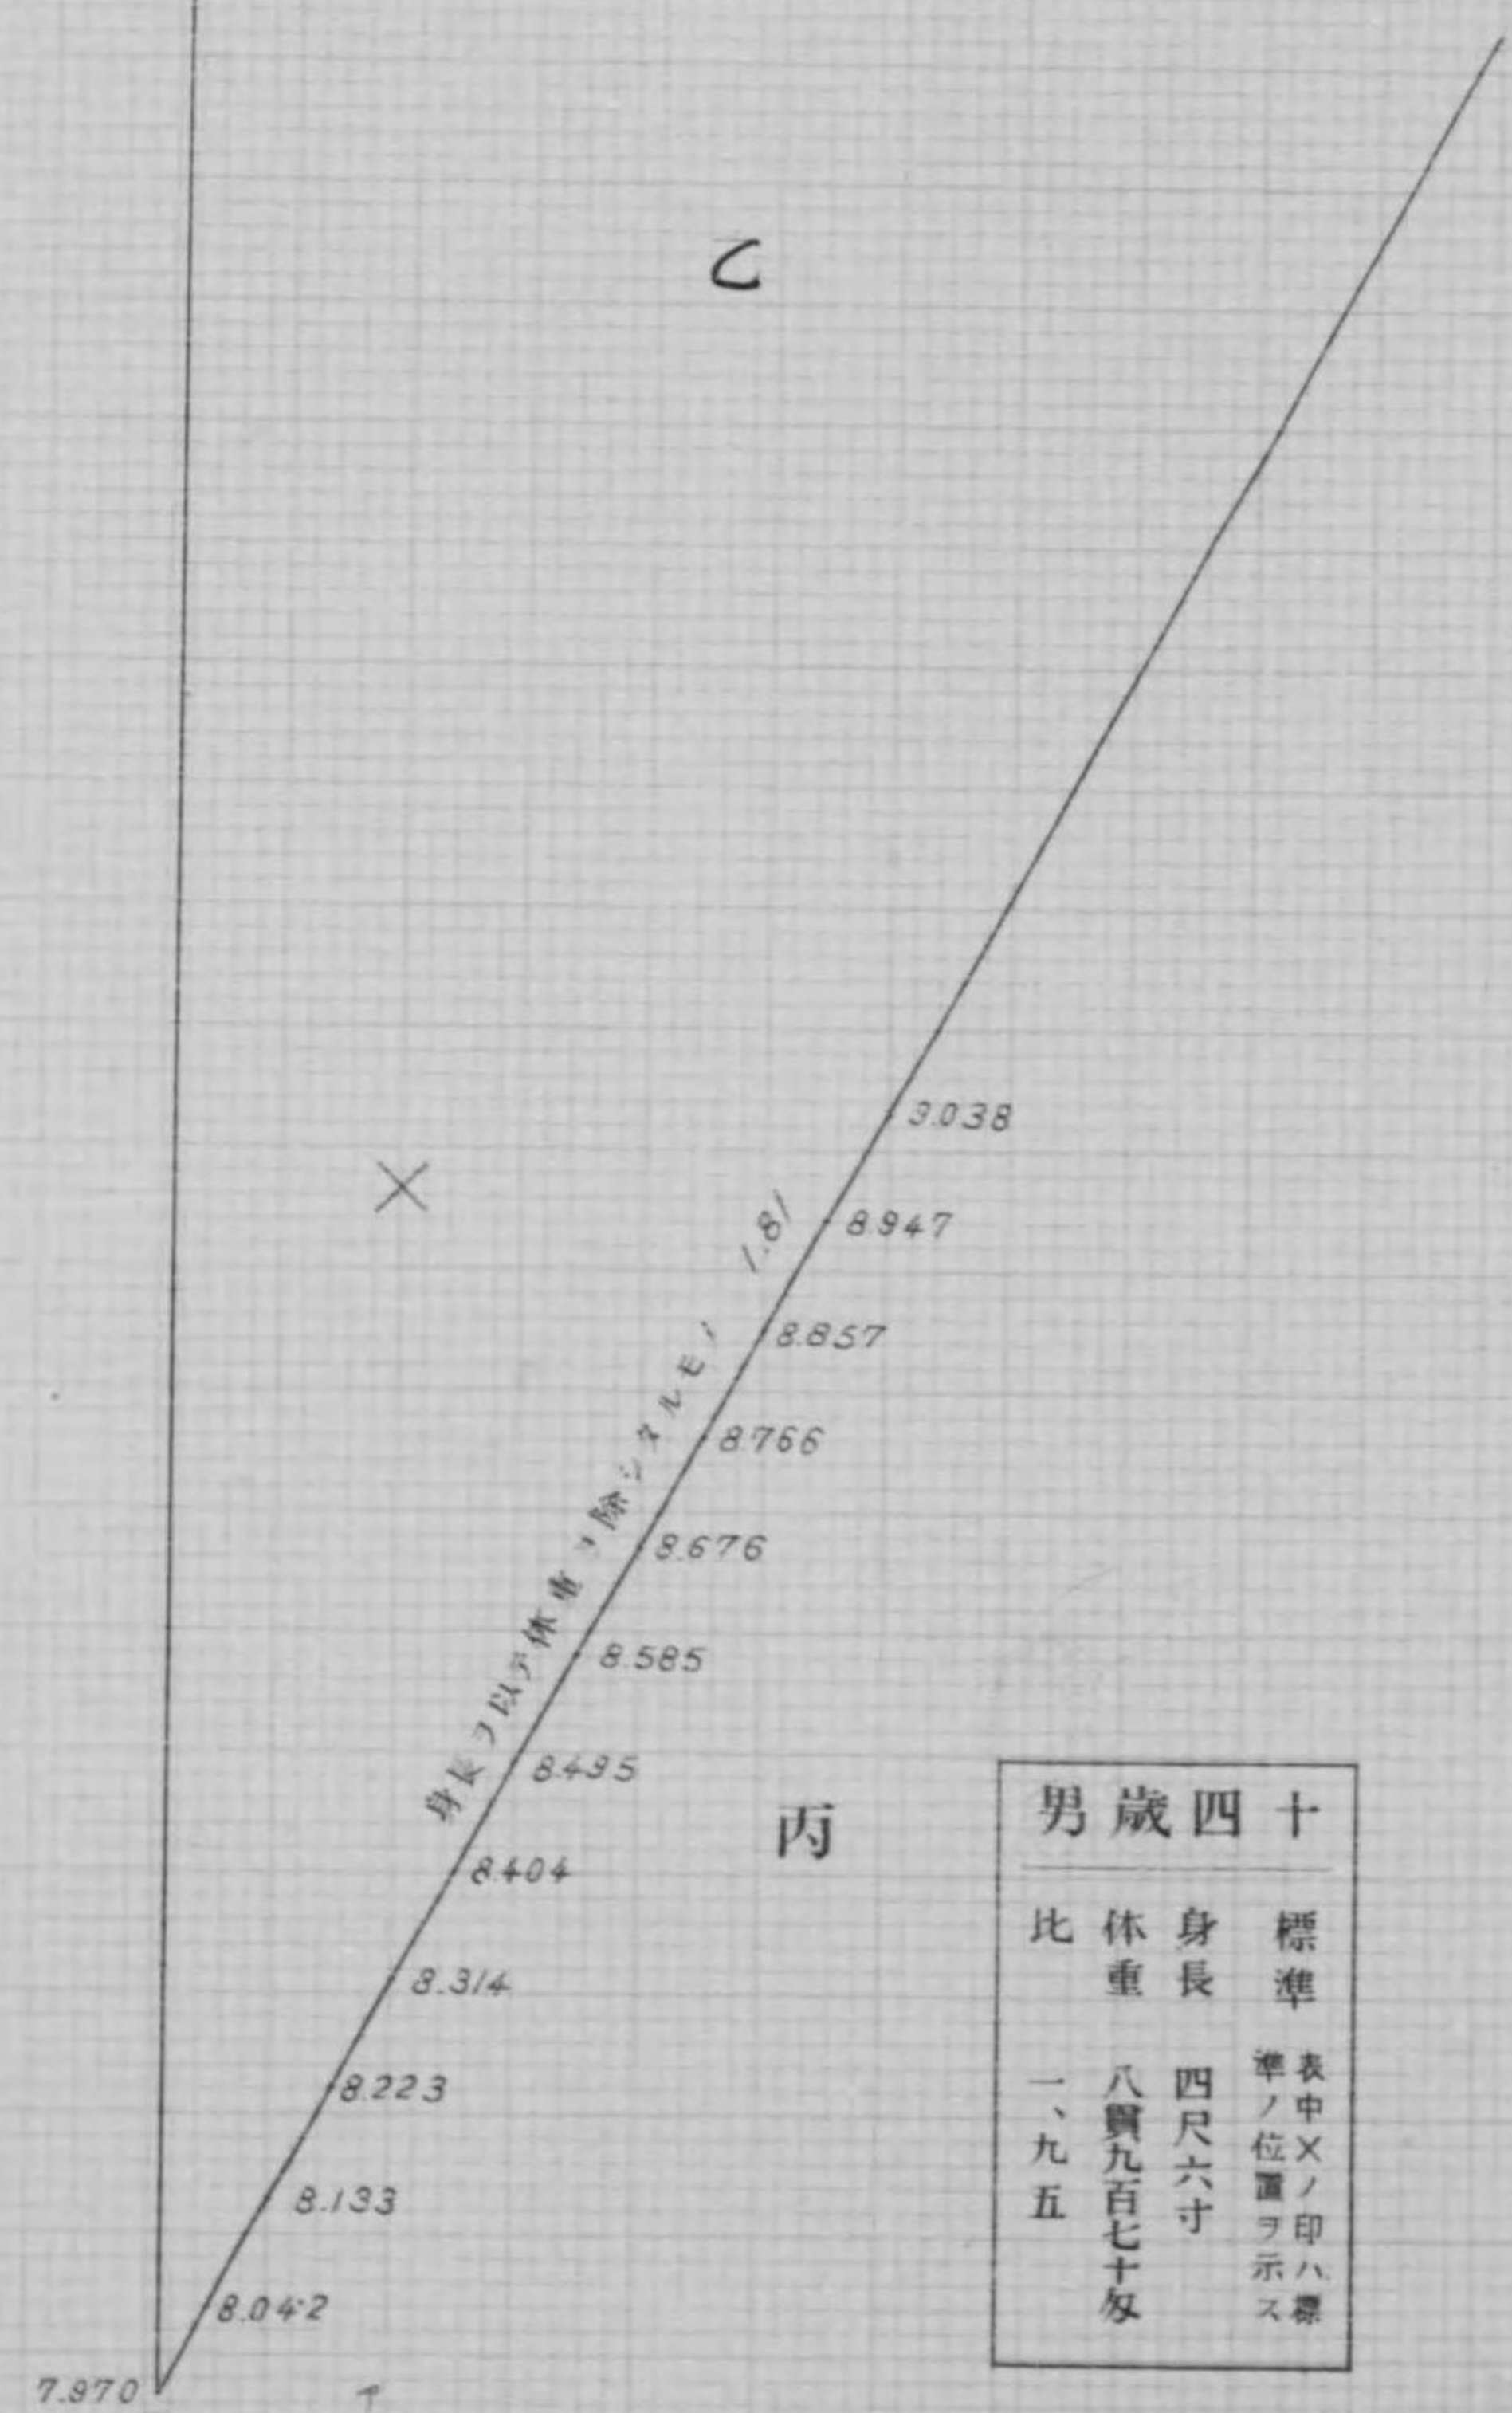 乙
9.038
8.947
1.81
8.857
8.766
8.676
8.585
8.495
8.404
8.314
8.223
8.133
8.042
7.970
身長ヲ以テ体重ヲ除シタルモノ
丙
十四歳男
標準 表中×ノ印ハ標
準ノ位置ヲ示ス
身長 四尺六寸
体重 八貫九百七十匁
比 一、九五